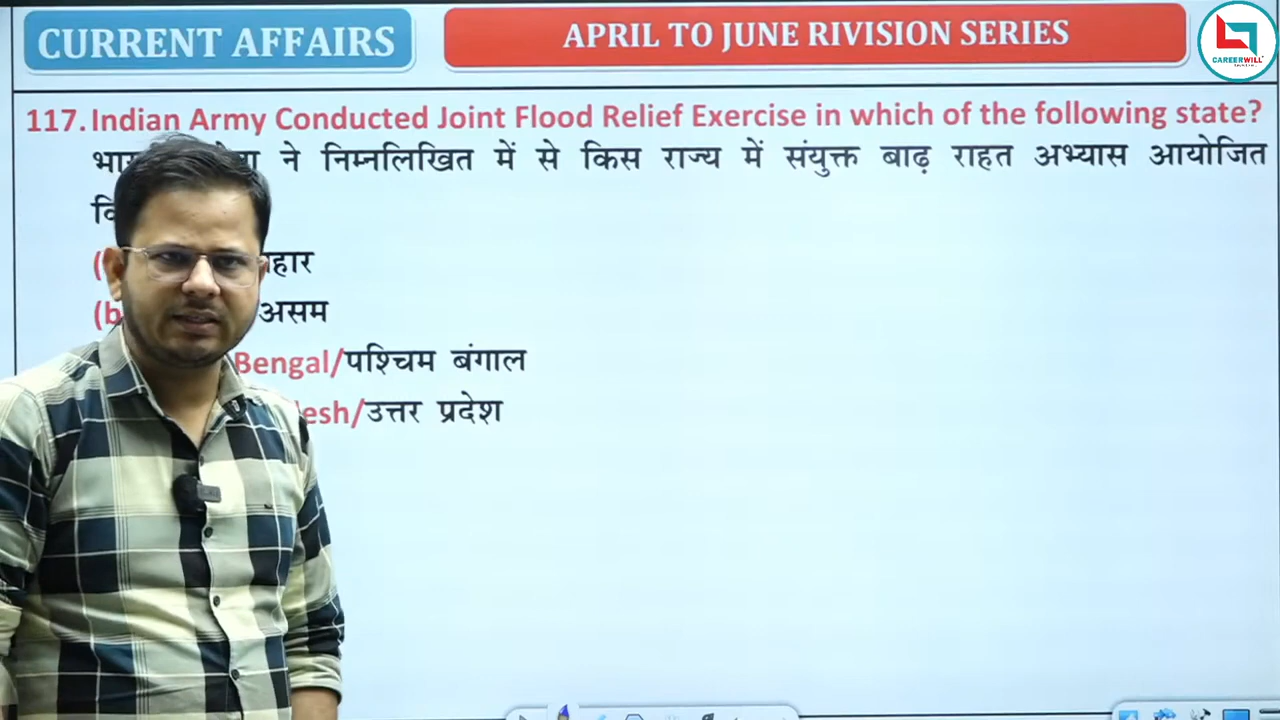 CURRENT AFFAIRS
APRIL TO JUNE RIVISION SERIES
CAREERWILL
117. Indian Army Conducted Joint Flood Relief Exercise in which of the following state?
ने निम्नलिखित में से किस राज्य में संयुक्त बाढ़ राहत अभ्यास आयोजित
असम
Bengal/पश्चिम बंगाल
उत्तर प्रदेश